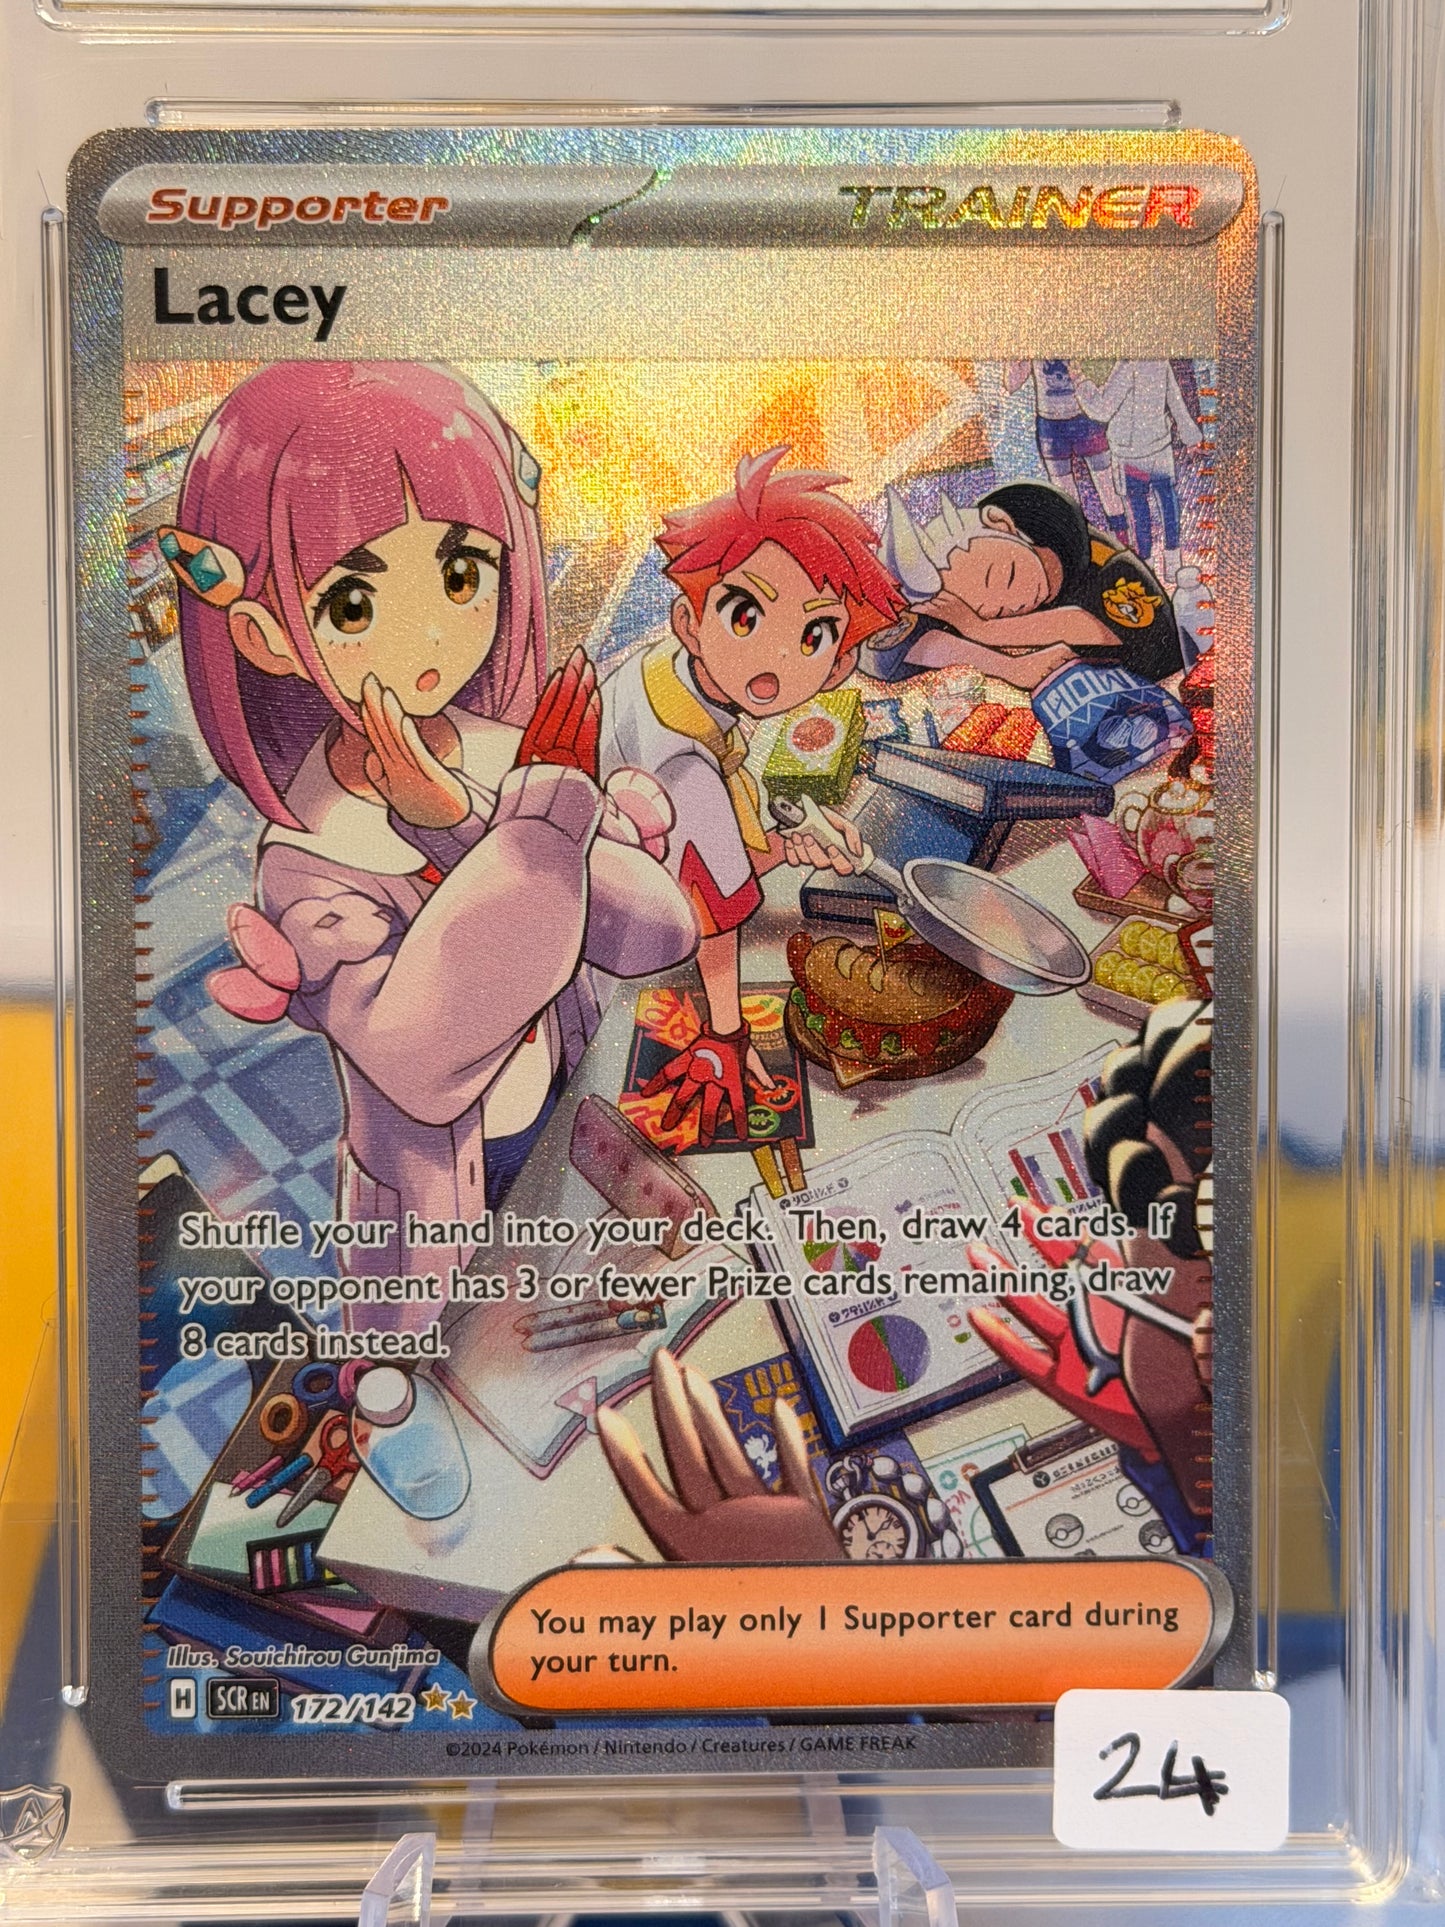 Supporter
TRAINER
Lacey
Shuffle your hand into your deck. Then, draw 4 cards. If
your opponent has 3 or fewer Prize cards remaining, draw
8 cards instead.
You may play only 1 Supporter card during
your turn.
Illus. Souichirou Gunjima
H SCR EN 172/142
©2024 Pokémon / Nintendo / Creatures / GAME FREAK
24